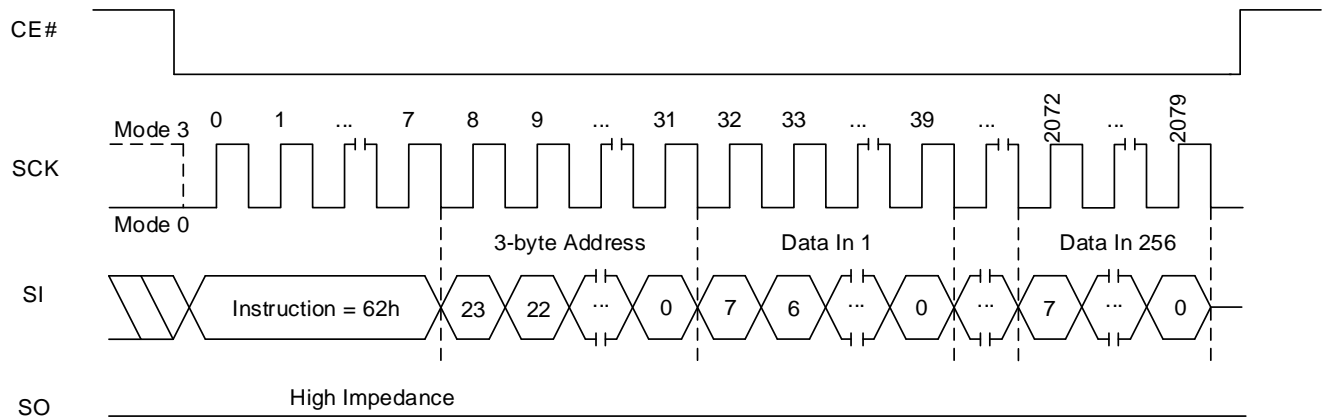 CE#
0 1 ... 7 8 9 ... 31 32 33 ... 39 ... 2072 ... 2079
Mode 3
SCK
Mode 0
3-byte Address Data In 1 Data In 256
SI Instruction = 62h 23 22 ... 0 7 6 ... 0 ... 7 ... 0
High Impedance
SO